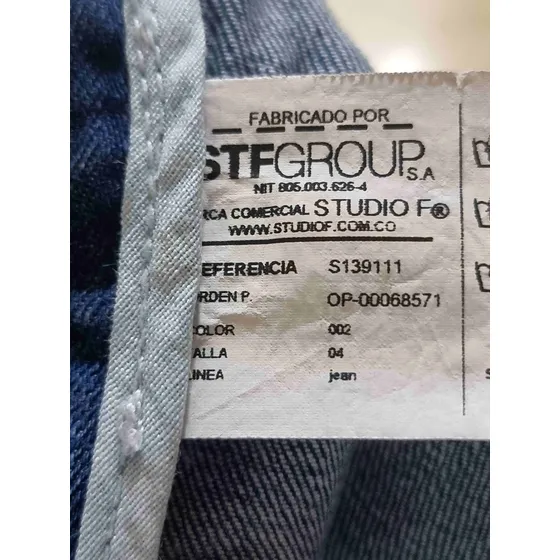 FABRICADO POR
STFGROUP S.A
NIT 805.003.626-4
RCA COMERCIAL STUDIO F®
WWW.STUDIOF.COM.CO
EFERENCIA S139111
RDEN P. OP-00068571
OLOR 002
ALLA 04
INEA jean